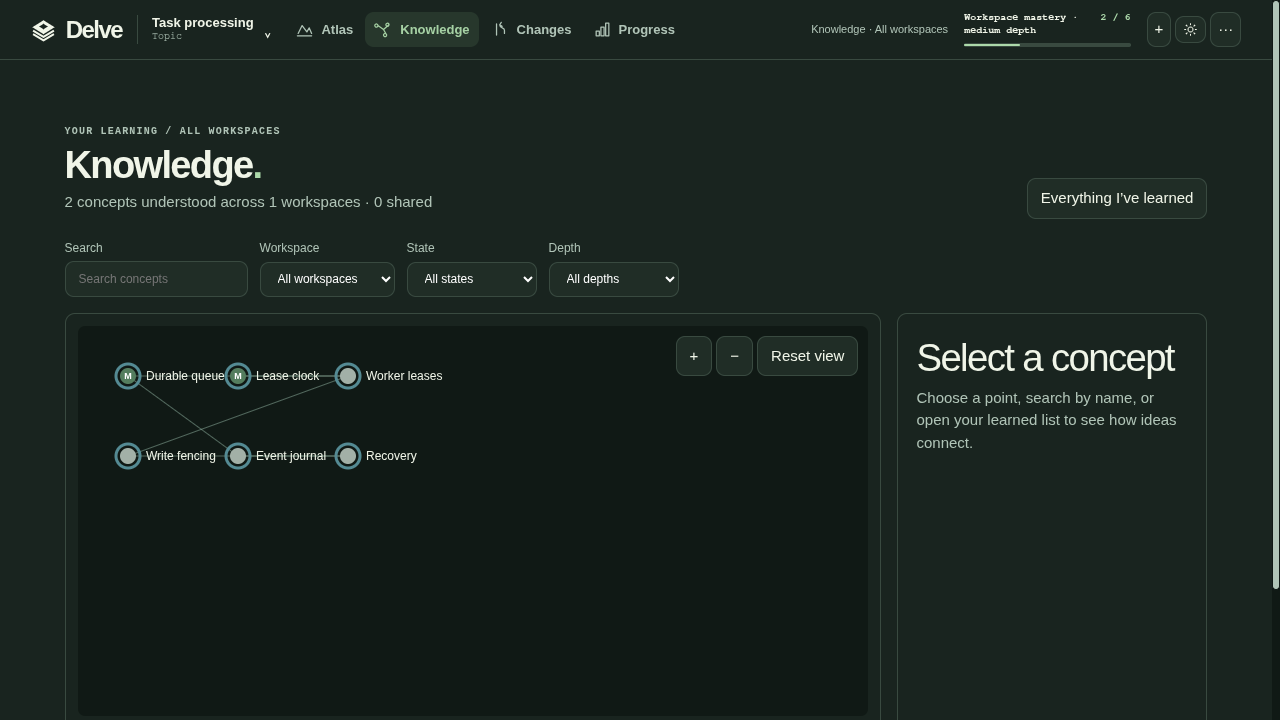 Delve
Task processing
Topic
Atlas
Knowledge
Changes
Progress
Knowledge · All workspaces
Workspace mastery · 2 / 6
medium depth
+
...
YOUR LEARNING / ALL WORKSPACES
Knowledge.
2 concepts understood across 1 workspaces · 0 shared
Everything I've learned
Search
Workspace
State
Depth
Search concepts
All workspaces
All states
All depths
+
−
Reset view
M
Durable queue
M
Lease clock
Worker leases
Write fencing
Event journal
Recovery
Select a concept
Choose a point, search by name, or
open your learned list to see how ideas
connect.